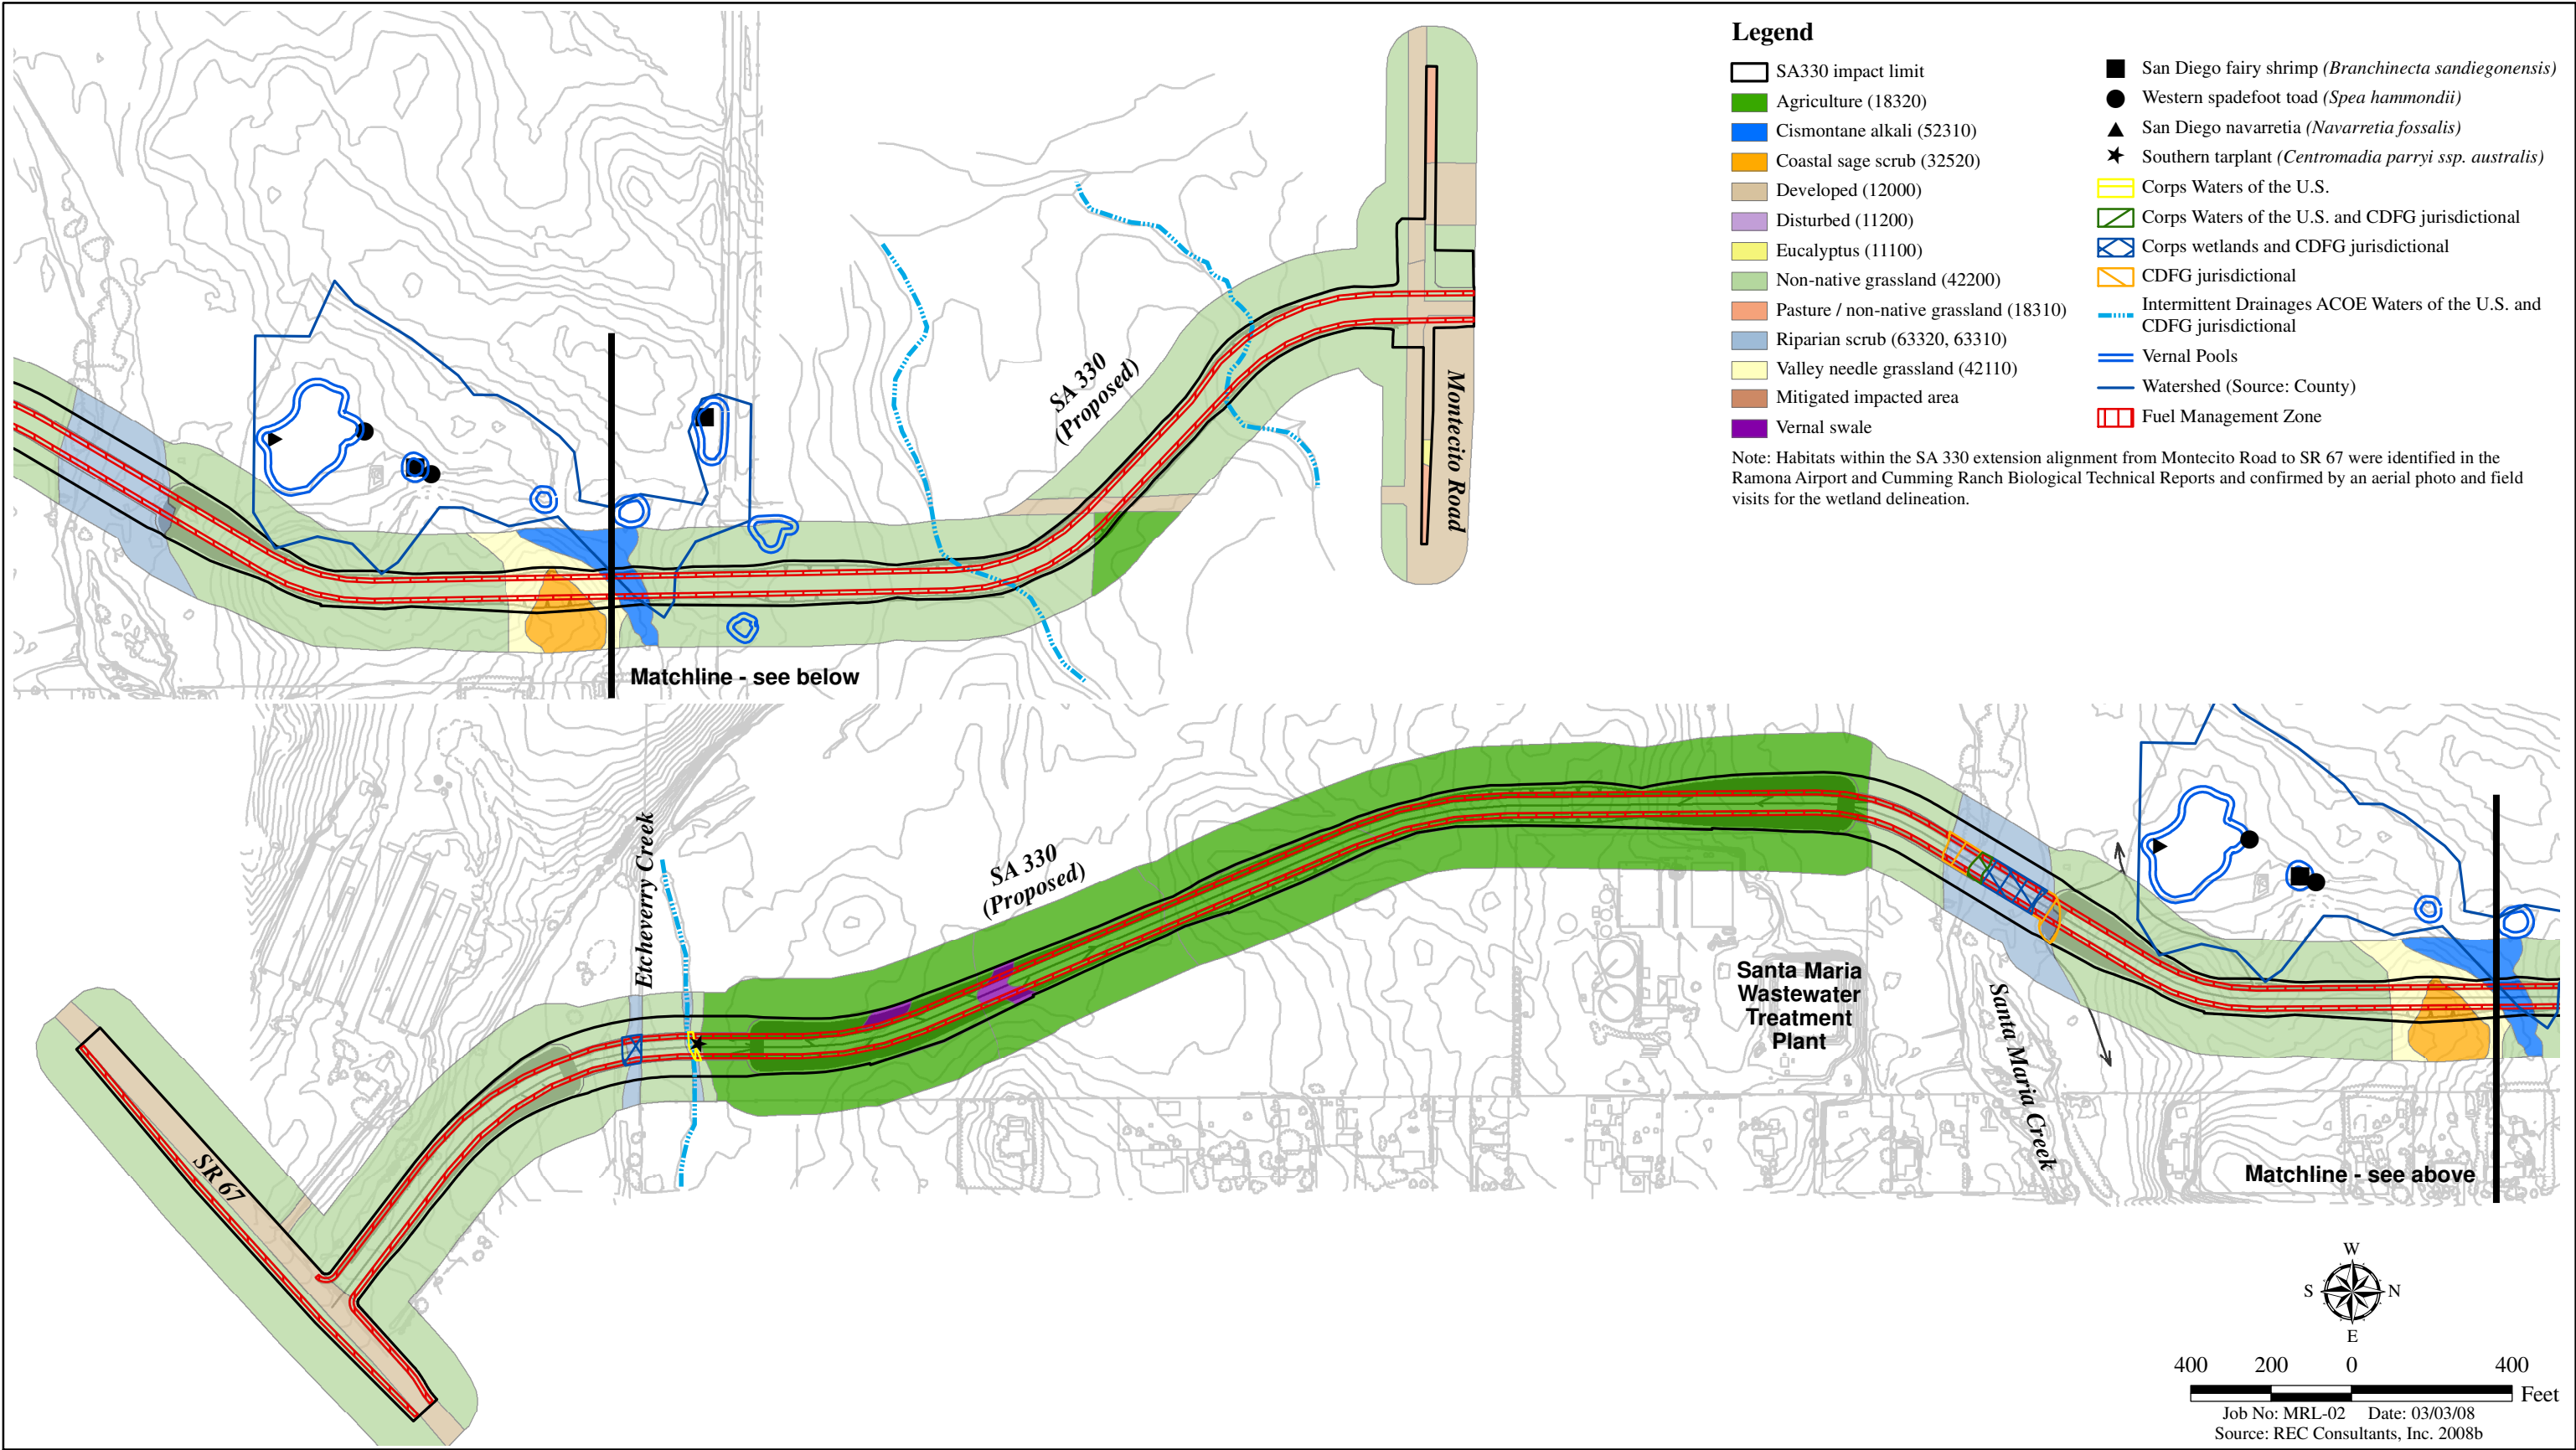 Legend
SA330 impact limit
Agriculture (18320)
Cismontane alkali (52310)
Coastal sage scrub (32520)
Developed (12000)
Disturbed (11200)
Eucalyptus (11100)
Non-native grassland (42200)
Pasture / non-native grassland (18310)
Riparian scrub (63320, 63310)
Valley needle grassland (42110)
Mitigated impacted area
Vernal swale
San Diego fairy shrimp (Branchinecta sandiegonensis)
Western spadefoot toad (Spea hammondii)
San Diego navarretia (Navarretia fossalis)
Southern tarplant (Centromadia parryi ssp. australis)
Corps Waters of the U.S.
Corps Waters of the U.S. and CDFG jurisdictional
Corps wetlands and CDFG jurisdictional
CDFG jurisdictional
Intermittent Drainages ACOE Waters of the U.S. and
CDFG jurisdictional
Vernal Pools
Watershed (Source: County)
Fuel Management Zone
Note: Habitats within the SA 330 extension alignment from Montecito Road to SR 67 were identified in the
Ramona Airport and Cumming Ranch Biological Technical Reports and confirmed by an aerial photo and field
visits for the wetland delineation.
SA 330
(Proposed)
Montecito Road
Matchline - see below
Etcheverry Creek
SA 330
(Proposed)
Santa Maria
Wastewater
Treatment
Plant
Santa Maria Creek
SR 67
Matchline - see above
W
S
N
E
400 200 0 400
Feet
Job No: MRL-02 Date: 03/03/08
Source: REC Consultants, Inc. 2008b